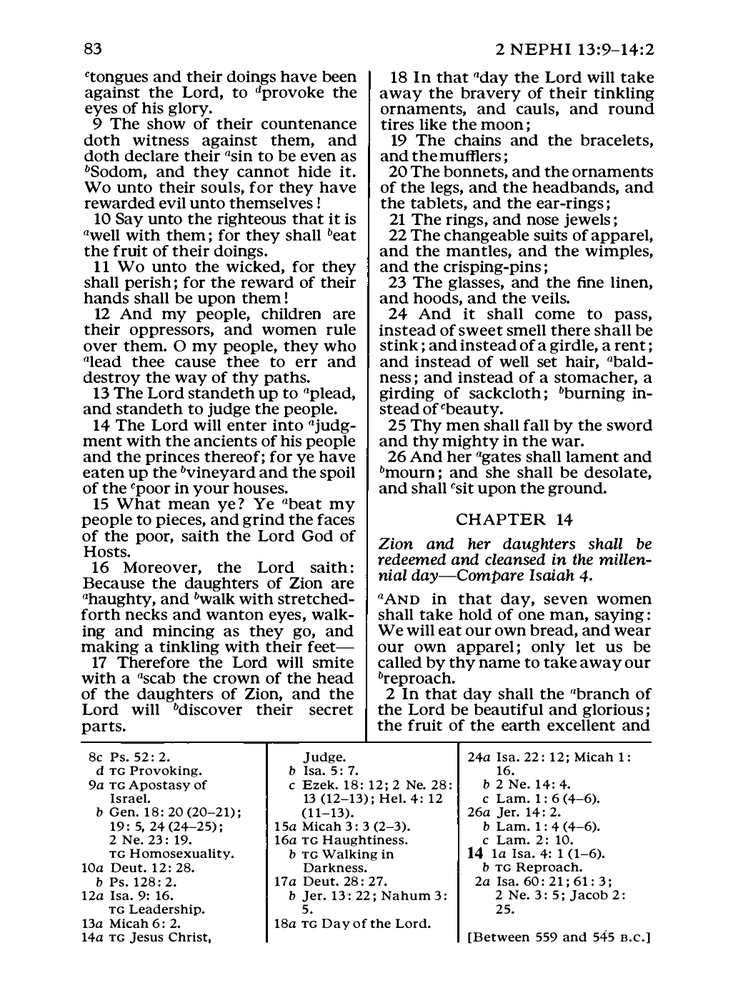 83
2 NEPHI 13:9–14:2
ctongues and their doings have been
against the Lord, to dprovoke the
eyes of his glory.
9 The show of their countenance
doth witness against them, and
doth declare their asin to be even as
bSodom, and they cannot hide it.
Wo unto their souls, for they have
rewarded evil unto themselves!
10 Say unto the righteous that it is
awell with them; for they shall beat
the fruit of their doings.
11 Wo unto the wicked, for they
shall perish; for the reward of their
hands shall be upon them!
12 And my people, children are
their oppressors, and women rule
over them. O my people, they who
alead thee cause thee to err and
destroy the way of thy paths.
13 The Lord standeth up to aplead,
and standeth to judge the people.
14 The Lord will enter into ajudg-
ment with the ancients of his people
and the princes thereof; for ye have
eaten up the bvineyard and the spoil
of the cpoor in your houses.
15 What mean ye? Ye abeat my
people to pieces, and grind the faces
of the poor, saith the Lord God of
Hosts.
16 Moreover, the Lord saith:
Because the daughters of Zion are
ahaughty, and bwalk with stretched-
forth necks and wanton eyes, walk-
ing and mincing as they go, and
making a tinkling with their feet—
17 Therefore the Lord will smite
with a ascab the crown of the head
of the daughters of Zion, and the
Lord will bdiscover their secret
parts.
18 In that aday the Lord will take
away the bravery of their tinkling
ornaments, and cauls, and round
tires like the moon;
19 The chains and the bracelets,
and the mufflers;
20 The bonnets, and the ornaments
of the legs, and the headbands, and
the tablets, and the ear-rings;
21 The rings, and nose jewels;
22 The changeable suits of apparel,
and the mantles, and the wimples,
and the crisping-pins;
23 The glasses, and the fine linen,
and hoods, and the veils.
24 And it shall come to pass,
instead of sweet smell there shall be
stink; and instead of a girdle, a rent;
and instead of well set hair, abald-
ness; and instead of a stomacher, a
girding of sackcloth; bburning in-
stead of cbeauty.
25 Thy men shall fall by the sword
and thy mighty in the war.
26 And her agates shall lament and
bmourn; and she shall be desolate,
and shall csit upon the ground.
CHAPTER 14
Zion and her daughters shall be
redeemed and cleansed in the millen-
nial day—Compare Isaiah 4.
aAND in that day, seven women
shall take hold of one man, saying:
We will eat our own bread, and wear
our own apparel; only let us be
called by thy name to take away our
breproach.
2 In that day shall the abranch of
the Lord be beautiful and glorious;
the fruit of the earth excellent and
8c Ps. 52: 2.
d TG Provoking.
9a TG Apostasy of
Israel.
b Gen. 18: 20 (20–21);
19: 5, 24 (24–25);
2 Ne. 23: 19.
TG Homosexuality.
10a Deut. 12: 28.
b Ps. 128: 2.
12a Isa. 9: 16.
TG Leadership.
13a Micah 6: 2.
14a TG Jesus Christ,
Judge.
b Isa. 5: 7.
c Ezek. 18: 12; 2 Ne. 28:
13 (12–13); Hel. 4: 12
(11–13).
15a Micah 3: 3 (2–3).
16a TG Haughtiness.
b TG Walking in
Darkness.
17a Deut. 28: 27.
b Jer. 13: 22; Nahum 3:
5.
18a TG Day of the Lord.
24a Isa. 22: 12; Micah 1:
16.
b 2 Ne. 14: 4.
c Lam. 1: 6 (4–6).
26a Jer. 14: 2.
b Lam. 1: 4 (4–6).
c Lam. 2: 10.
14 1a Isa. 4: 1 (1–6).
b TG Reproach.
2a Isa. 60: 21; 61: 3;
2 Ne. 3: 5; Jacob 2:
25.
[Between 559 and 545 B.C.]